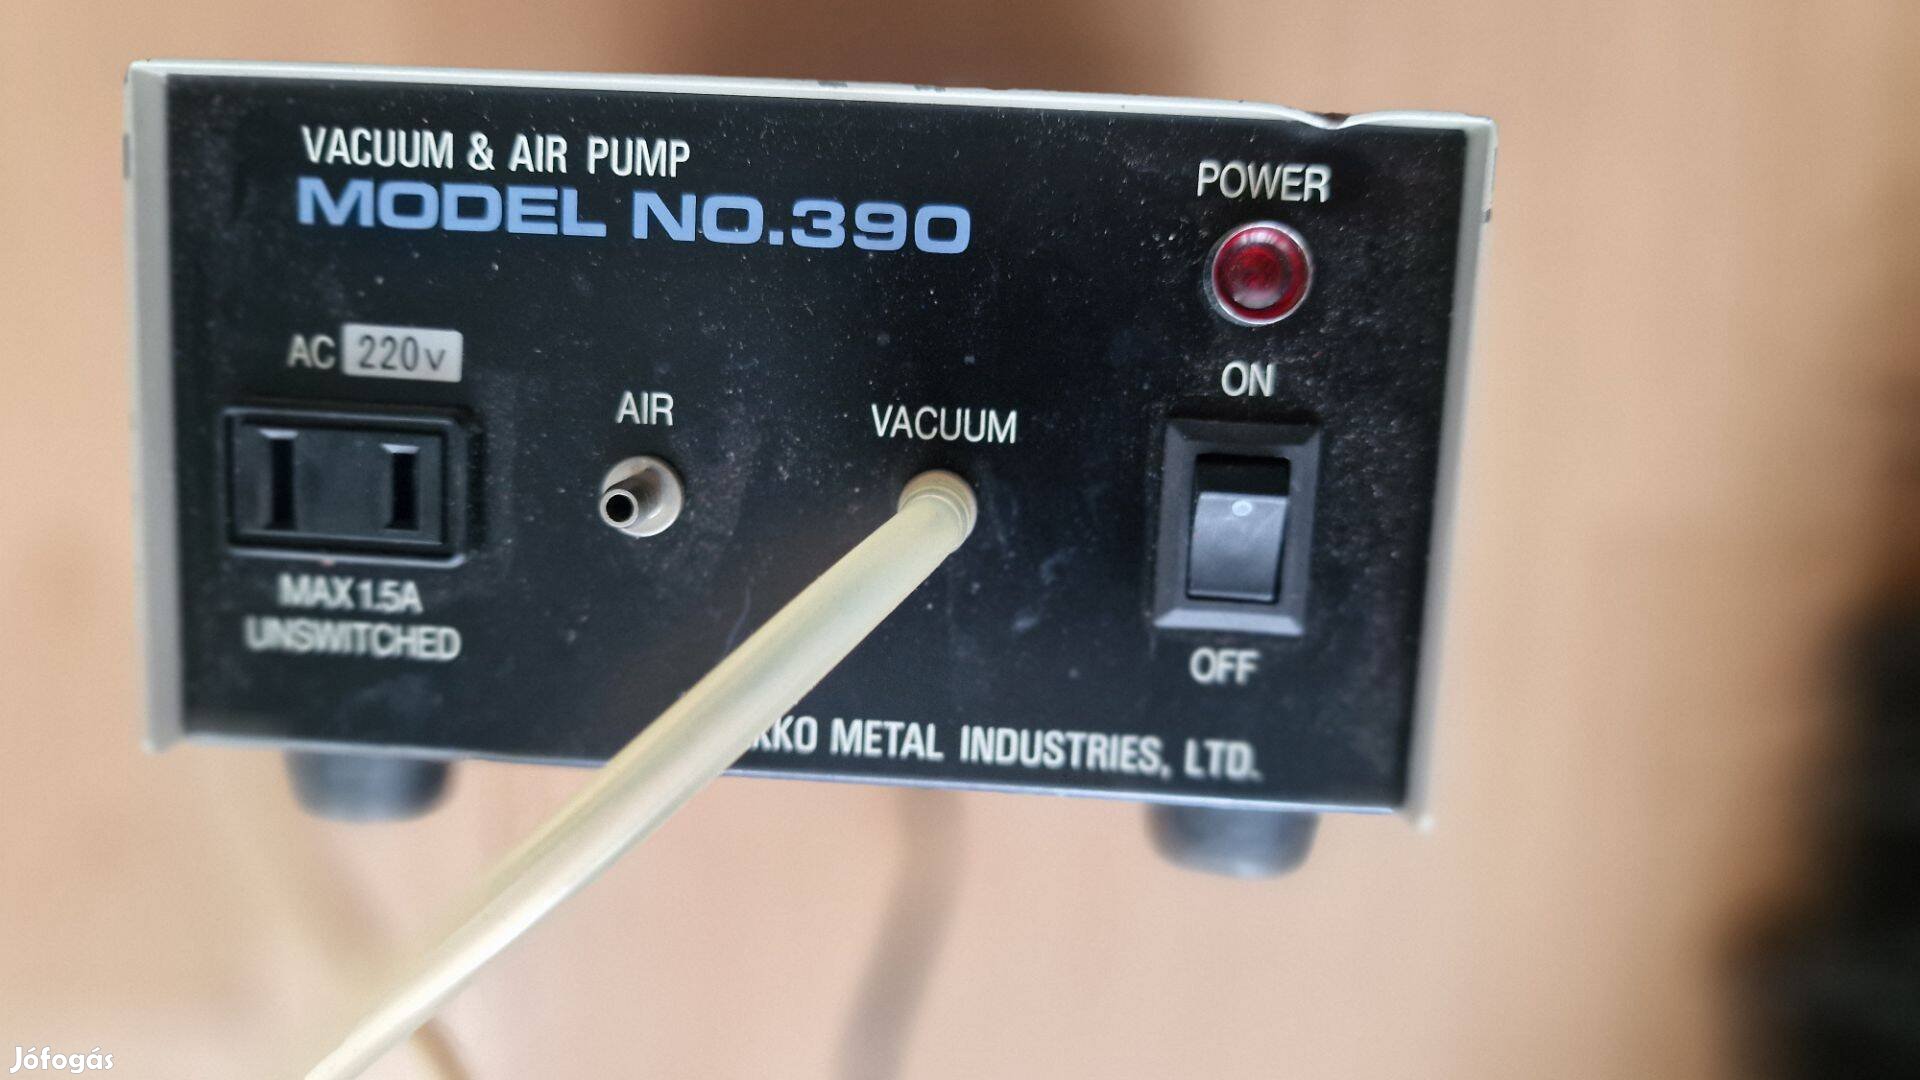 VACUUM & AIR PUMP
MODEL NO.390
POWER
AC 220V
ON
AIR
VACUUM
MAX 1.5A
UNSWITCHED
OFF
KKO METAL INDUSTRIES, LTD.
Jófogás